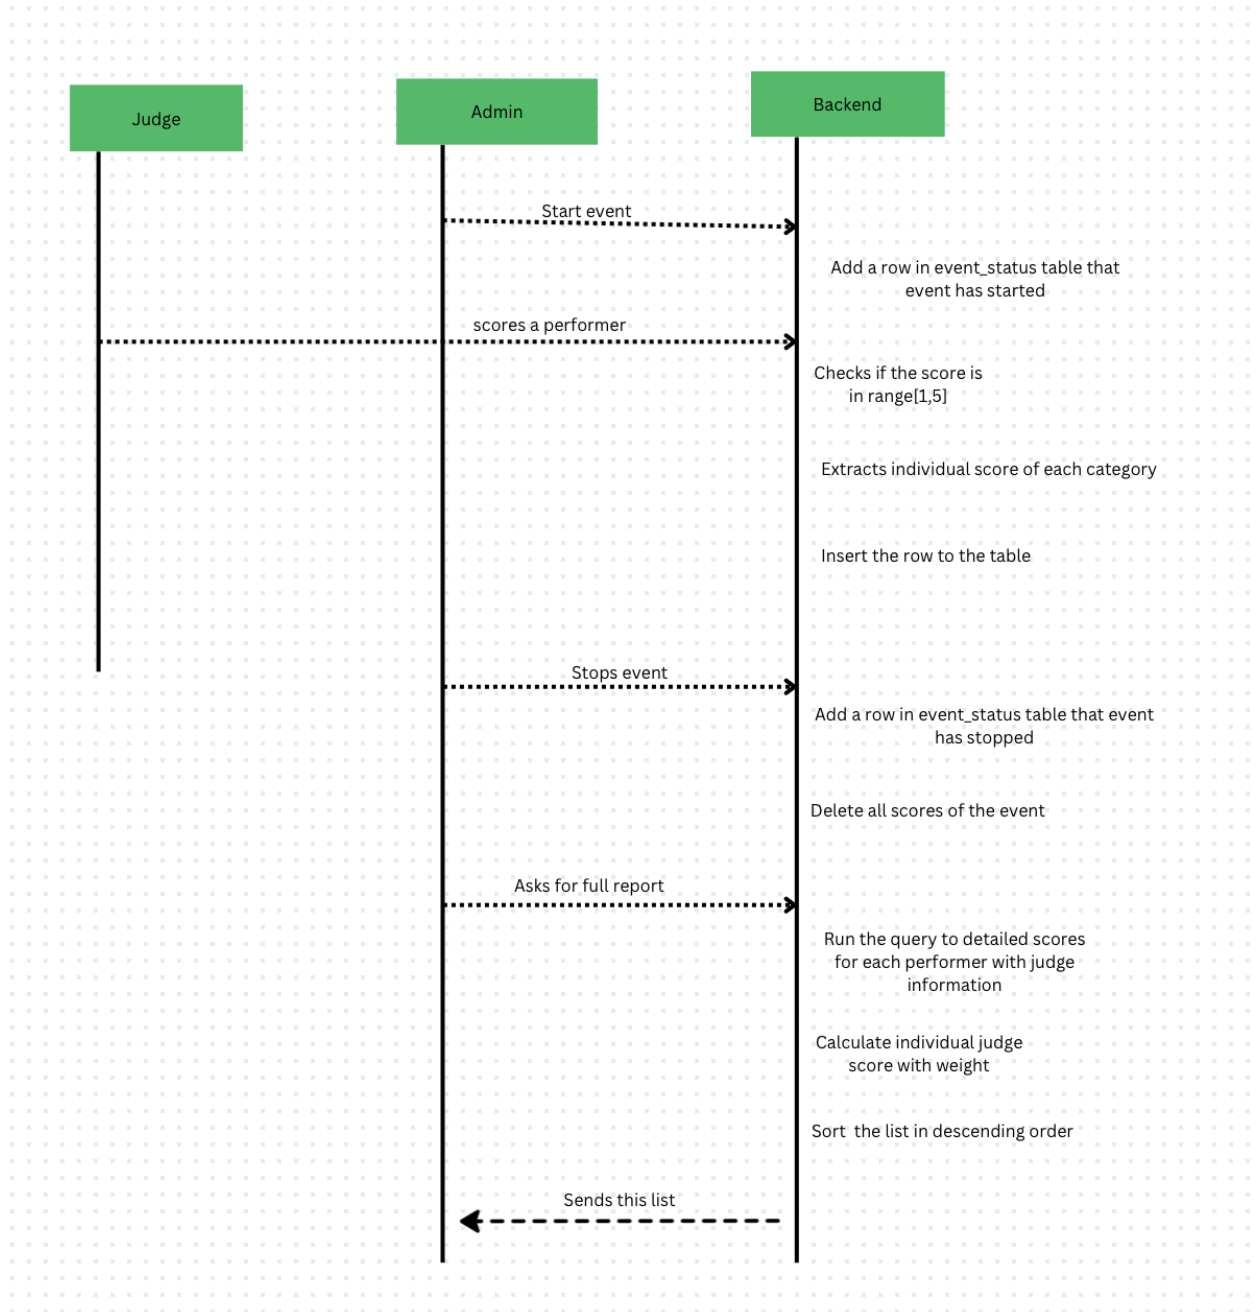 Judge
Admin
Backend
Start event
Add a row in event_status table that
event has started
scores a performer
Checks if the score is
in range[1,5]
Extracts individual score of each category
Insert the row to the table
Stops event
Add a row in event_status table that event
has stopped
Delete all scores of the event
Asks for full report
Run the query to detailed scores
for each performer with judge
information
Calculate individual judge
score with weight
Sort  the list in descending order
Sends this list